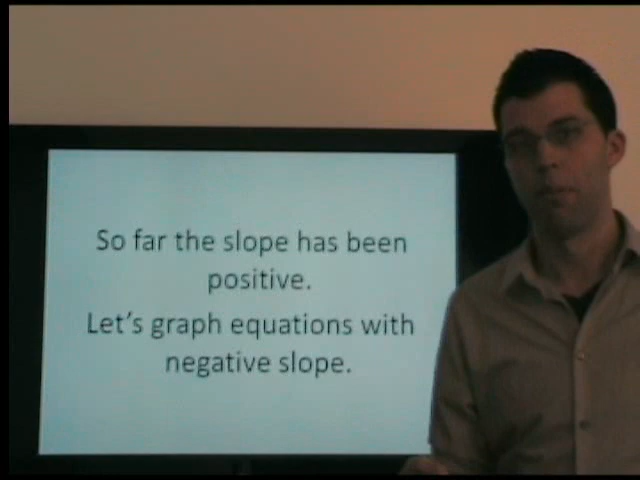 So far the slope has been
positive.
Let's graph equations with
negative slope.